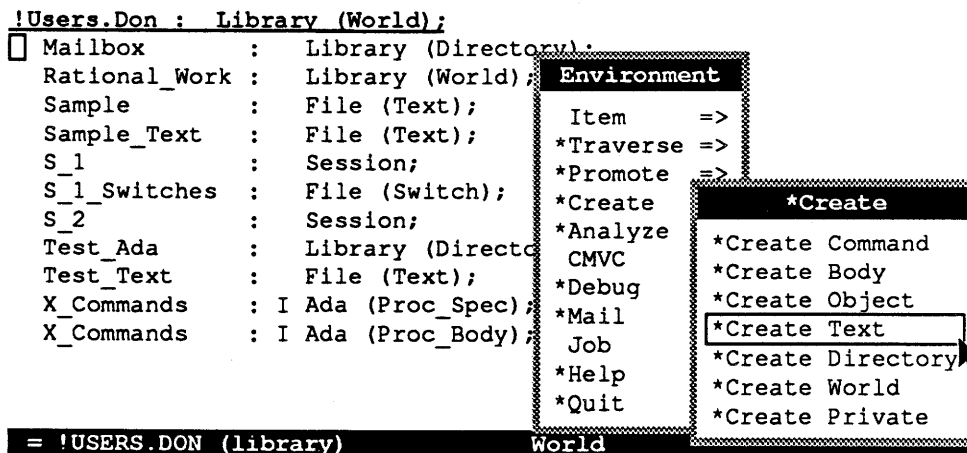 !Users.Don : Library (World);
Mailbox : Library (Directory);
Rational_Work : Library (World);
Sample : File (Text);
Sample_Text : File (Text);
S_1 : Session;
S_1_Switches : File (Switch);
S_2 : Session;
Test_Ada : Library (Directo
Test_Text : File (Text);
X_Commands : I Ada (Proc_Spec);
X_Commands : I Ada (Proc_Body);
= !USERS.DON (library) World
Environment
Item =>
*Traverse =>
*Promote =>
*Create
*Analyze
CMVC
*Debug
*Mail
Job
*Help
*Quit
*Create
*Create Command
*Create Body
*Create Object
*Create Text
*Create Directory
*Create World
*Create Private